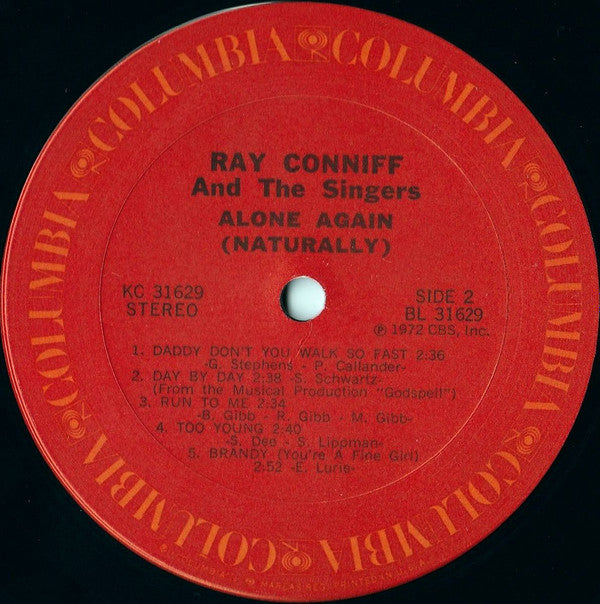 COLUMBIA COLUMBIA COLUMBIA COLUMBIA COLUMBIA COLUMBIA
RAY CONNIFF
And The Singers
ALONE AGAIN
(NATURALLY)
KC 31629
STEREO
SIDE 2
BL 31629
℗ 1972 CBS, Inc.
1. DADDY DON'T YOU WALK SO FAST 2:36
-G. Stephens - P. Callander-
2. DAY BY DAY 2:38 -S. Schwartz-
(From the Musical Production "Godspell")
3. RUN TO ME 2:34
-B. Gibb - R. Gibb - M. Gibb-
4. TOO YOUNG 2:40
-S. Dee - S. Lippman-
5. BRANDY (You're A Fine Girl)
2:52 -E. Lurie-